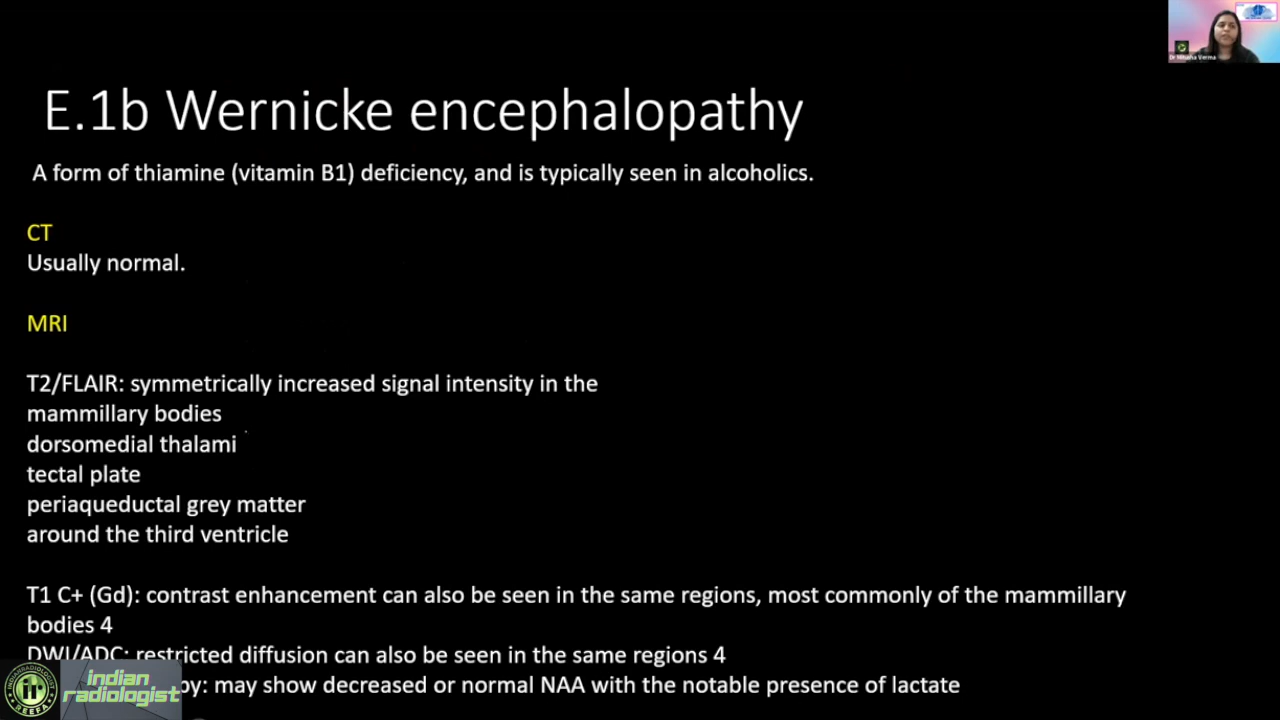 E.1b Wernicke encephalopathy
A form of thiamine (vitamin B1) deficiency, and is typically seen in alcoholics.
CT
Usually normal.
MRI
T2/FLAIR: symmetrically increased signal intensity in the
mammillary bodies
dorsomedial thalami
tectal plate
periaqueductal grey matter
around the third ventricle
T1 C+ (Gd): contrast enhancement can also be seen in the same regions, most commonly of the mammillary
bodies 4
DWI/ADC: restricted diffusion can also be seen in the same regions 4
py: may show decreased or normal NAA with the notable presence of lactate
indian
radiologist